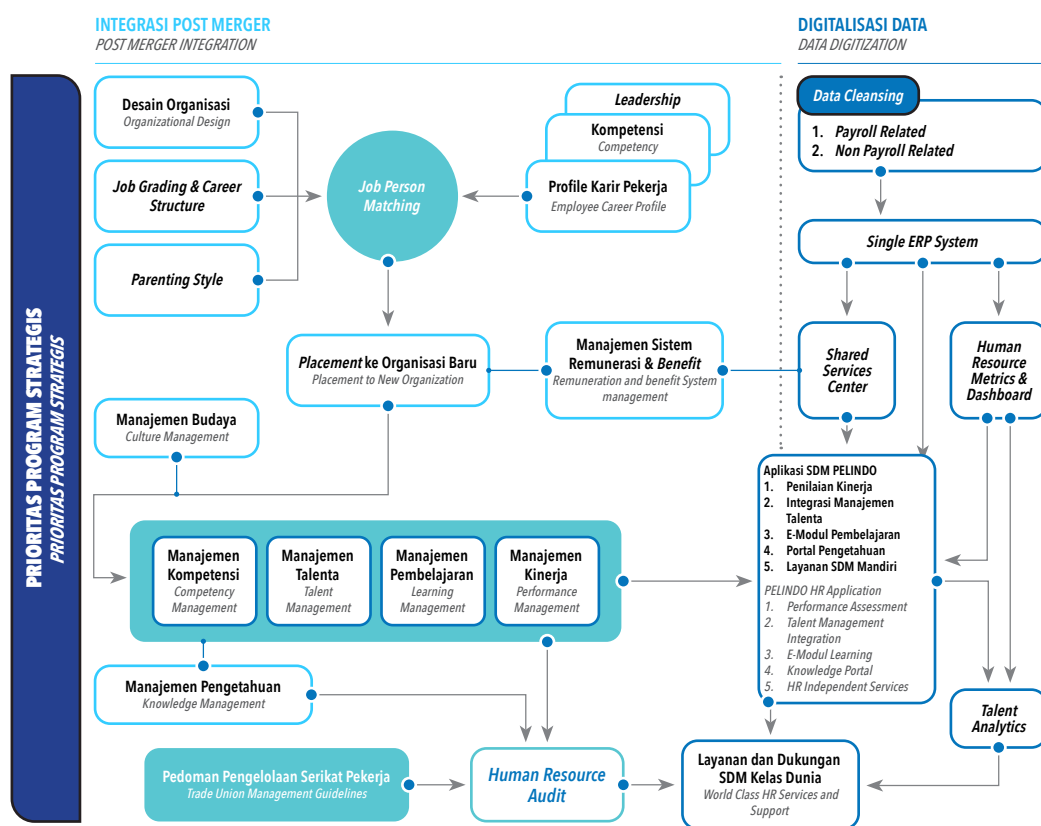 INTEGRASI POST MERGER
POST MERGER INTEGRATION
DIGITALISASI DATA
DATA DIGITIZATION
PRIORITAS PROGRAM STRATEGIS
PRIORITAS PROGRAM STRATEGIS
Desain Organisasi
Organizational Design
Job Grading & Career
Structure
Parenting Style
Job Person
Matching
Leadership
Kompetensi
Competency
Profile Karir Pekerja
Employee Career Profile
Data Cleansing
1. Payroll Related
2. Non Payroll Related
Single ERP System
Placement ke Organisasi Baru
Placement to New Organization
Manajemen Sistem
Remunerasi & Benefit
Remuneration and benefit System
management
Shared
Services
Center
Human
Resource
Metrics &
Dashboard
Manajemen Budaya
Culture Management
Manajemen
Kompetensi
Competency
Management
Manajemen
Talenta
Talent
Management
Manajemen
Pembelajaran
Learning
Management
Manajemen
Kinerja
Performance
Management
Aplikasi SDM PELINDO
1. Penilaian Kinerja
2. Integrasi Manajemen
Talenta
3. E-Modul Pembelajaran
4. Portal Pengetahuan
5. Layanan SDM Mandiri
PELINDO HR Application
1. Performance Assessment
2. Talent Management
Integration
3. E-Modul Learning
4. Knowledge Portal
5. HR Independent Services
Manajemen Pengetahuan
Knowledge Management
Talent
Analytics
Pedoman Pengelolaan Serikat Pekerja
Trade Union Management Guidelines
Human Resource
Audit
Layanan dan Dukungan
SDM Kelas Dunia
World Class HR Services and
Support